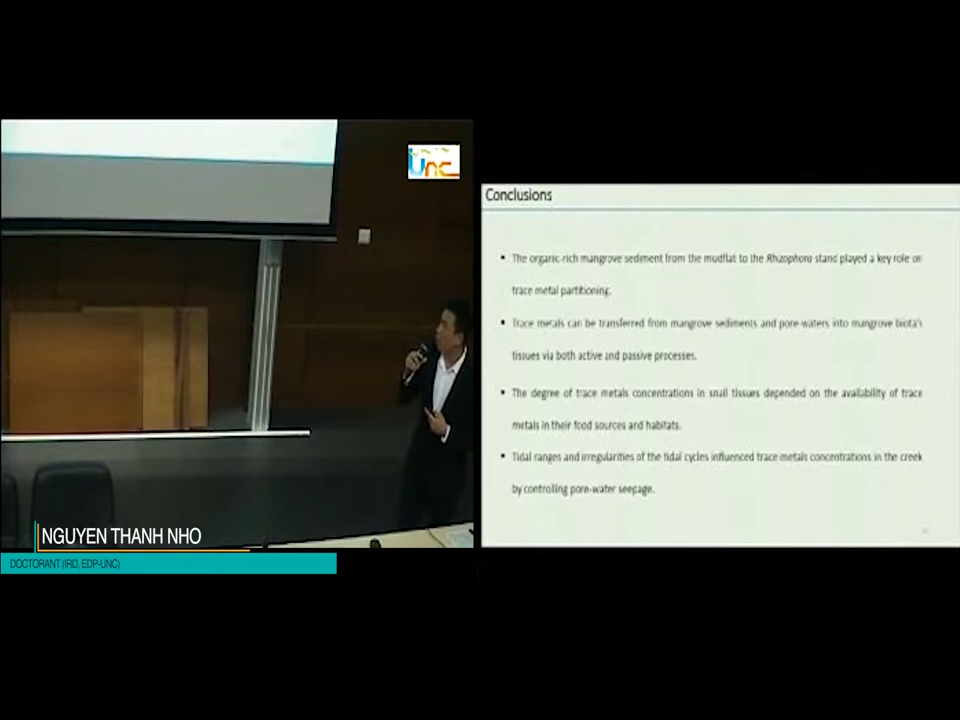 Unc
NGUYEN THANH NHO
DOCTORANT (IRD, EDP-UNC)
Conclusions
▪ The organic-rich mangrove sediment from the mudflat to the Rhizophora stand played a key role on
trace metal partitioning.
▪ Trace metals can be transferred from mangrove sediments and pore-waters into mangrove biota's
tissues via both active and passive processes.
▪ The degree of trace metals concentrations in snail tissues depended on the availability of trace
metals in their food sources and habitats.
▪ Tidal ranges and irregularities of the tidal cycles influenced trace metals concentrations in the creek
by controlling pore-water seepage.